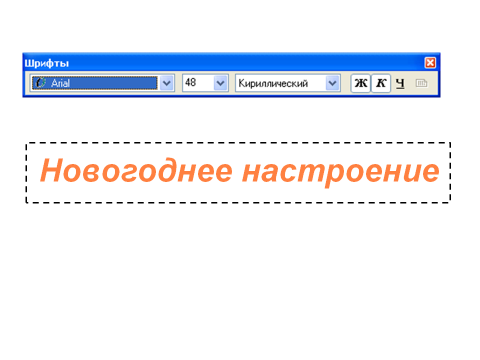 Шрифты
Arial 48 Кириллический Ж К Ч
Новогоднее настроение